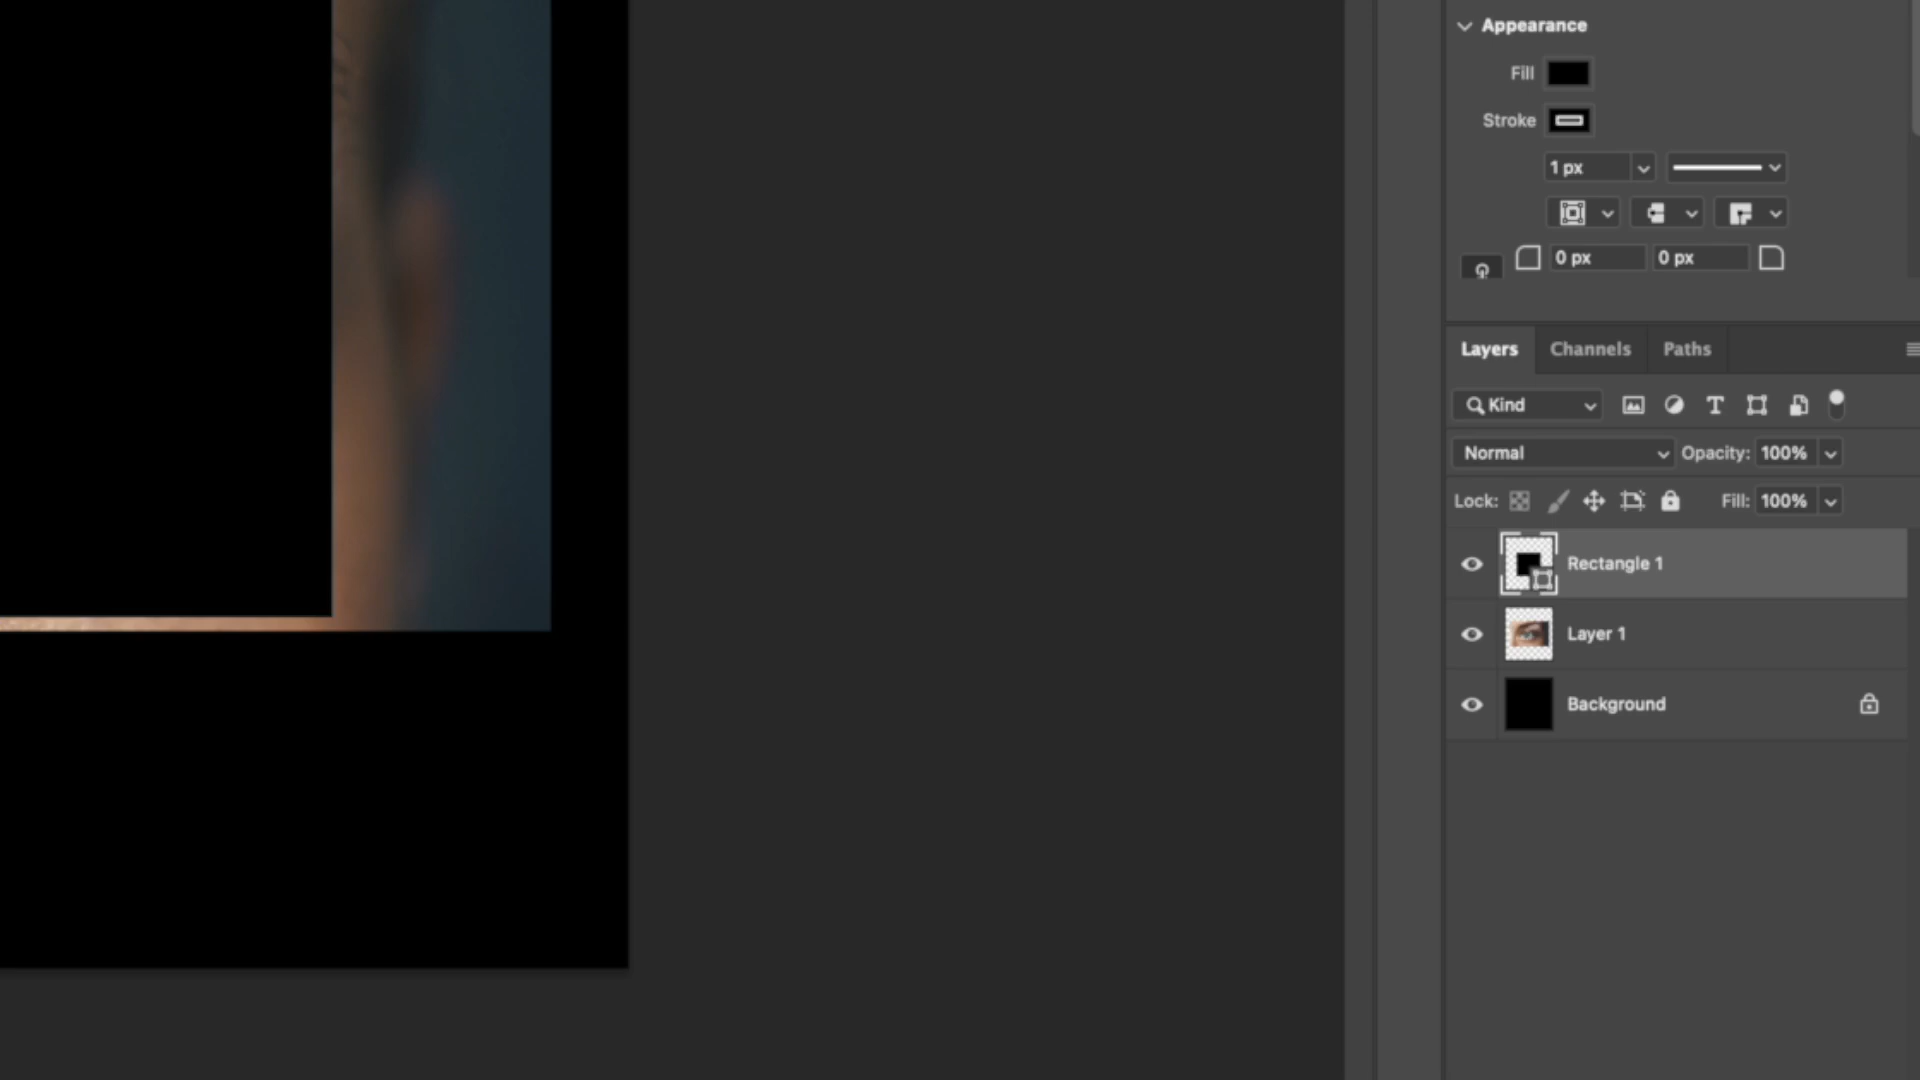 Appearance
Fill
Stroke
1 px
0 px 0 px
Layers Channels Paths
Kind
Normal Opacity: 100%
Lock: Fill: 100%
Rectangle 1
Layer 1
Background